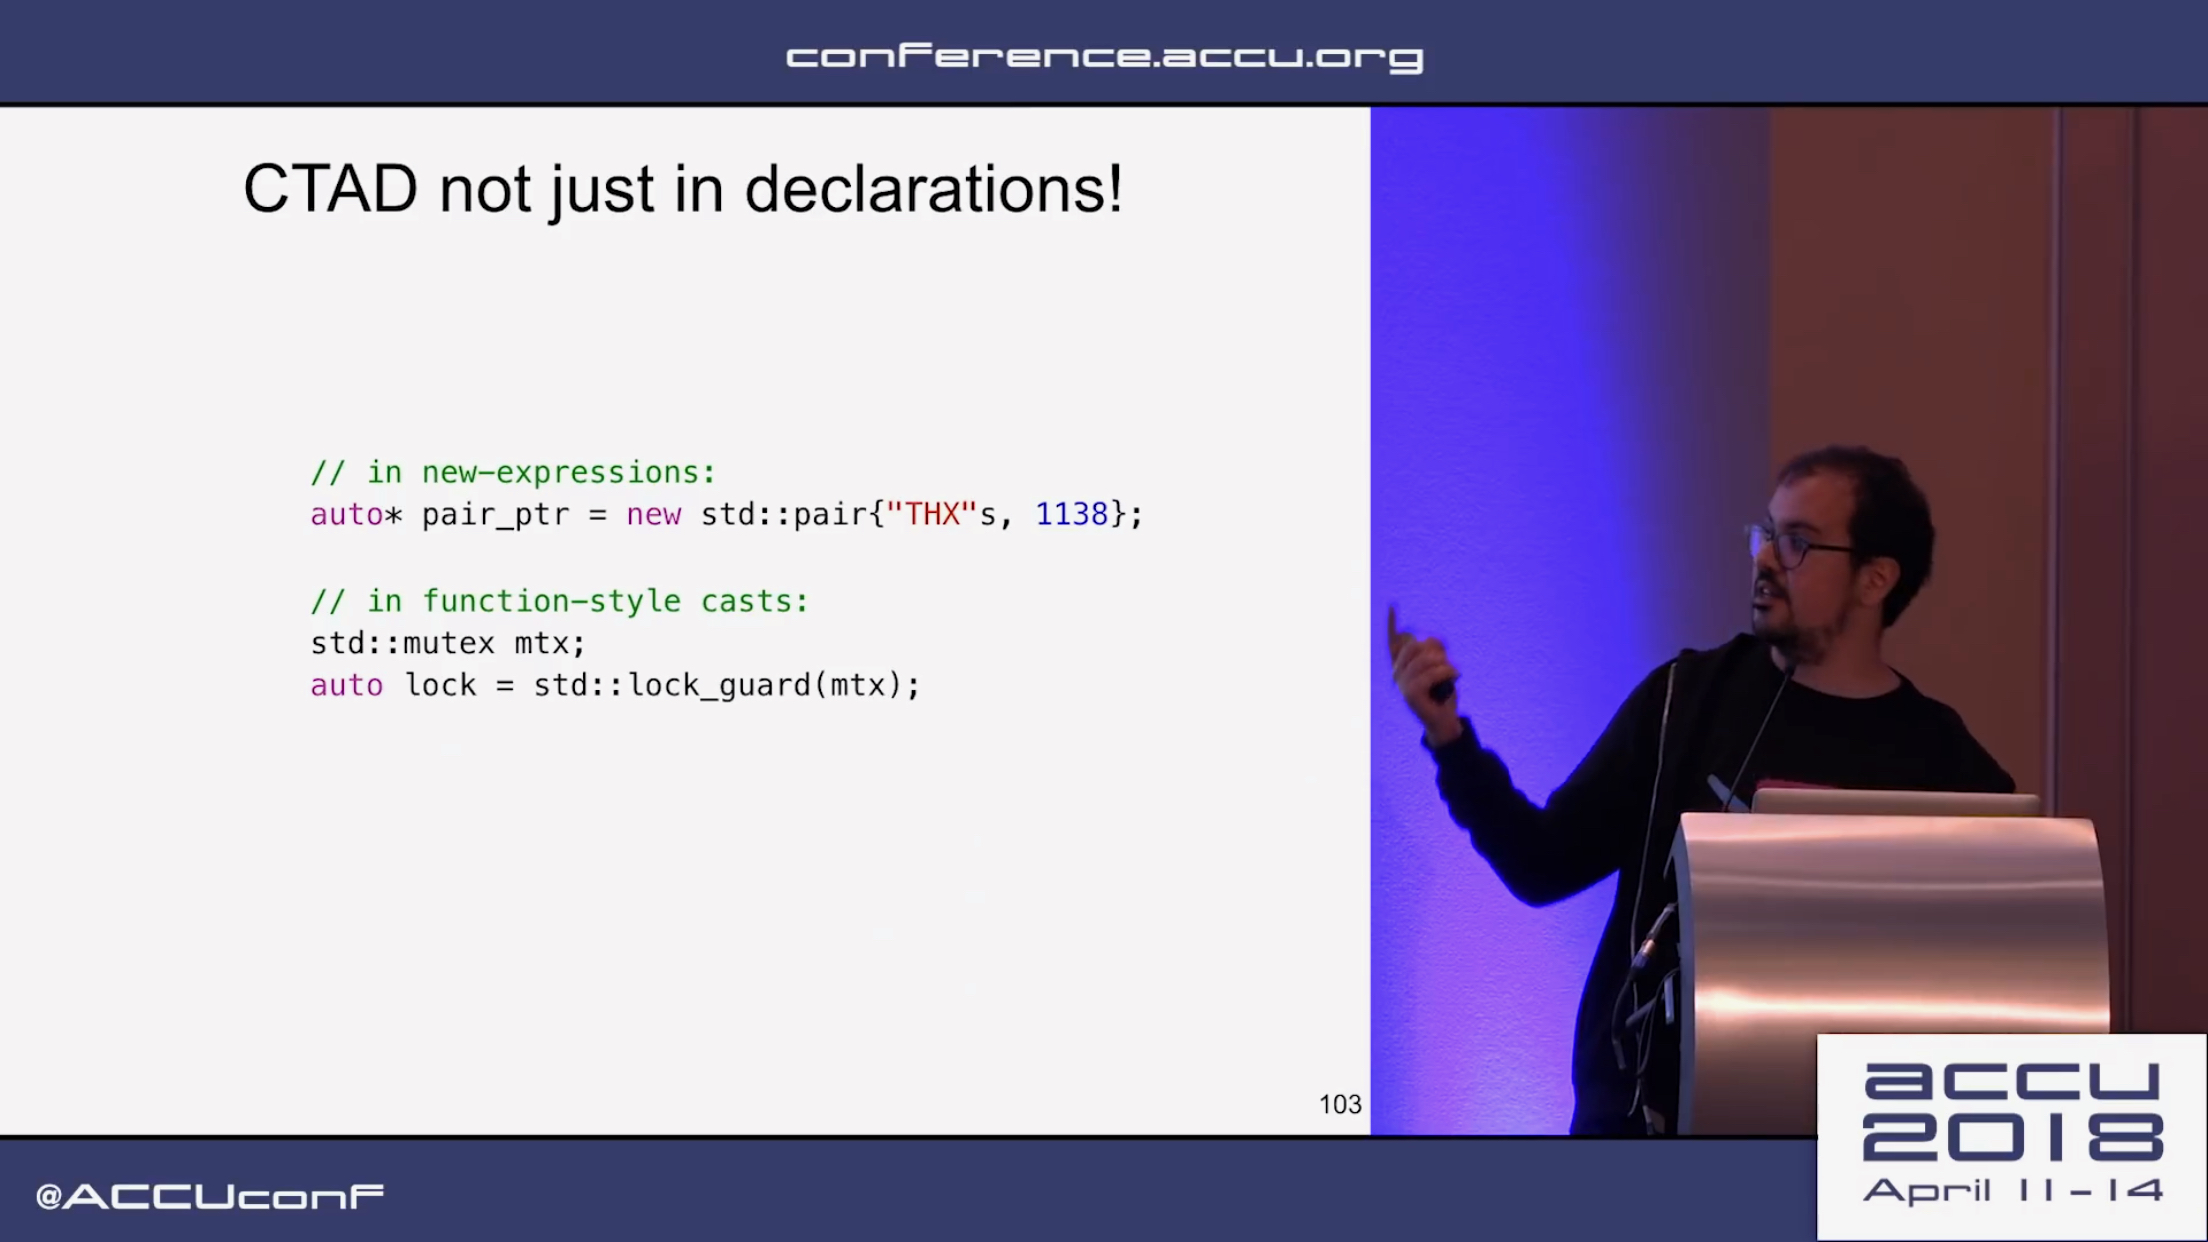 conference.accu.org
CTAD not just in declarations!
// in new-expressions:
auto* pair_ptr = new std::pair{"THX"s, 1138};
// in function-style casts:
std::mutex mtx;
auto lock = std::lock_guard(mtx);
103
@ACCUconf
accu
2018
April 11-14